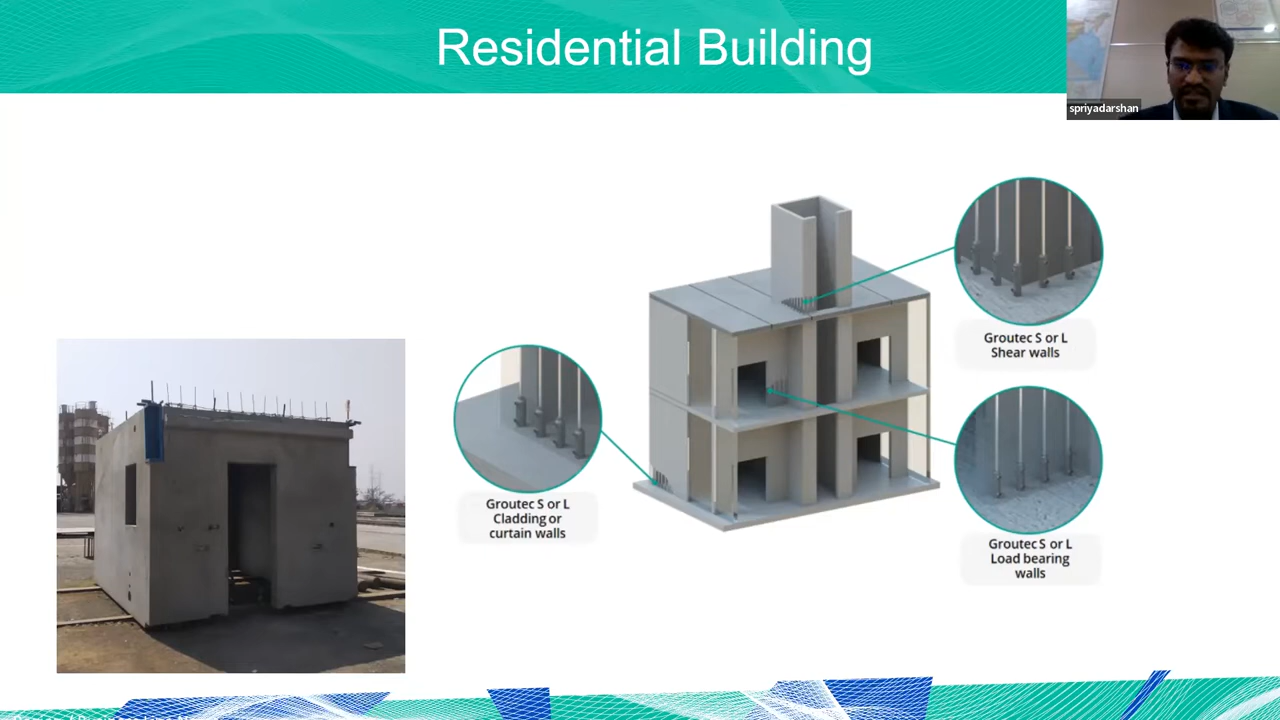 Residential Building
spriyadarshan
Groutec S or L
Shear walls
Groutec S or L
Cladding or
curtain walls
Groutec S or L
Load bearing
walls